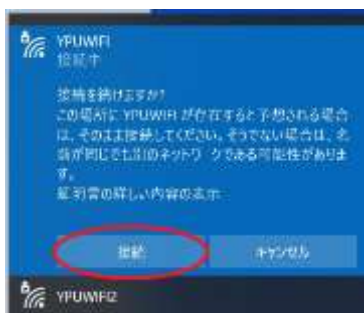 YPUWIFI
接続中
接続を続けますか?
この場所に YPUWIFI が存在すると予想される場合
は、そのまま接続してください。そうでない場合は、名
前が同じでも別のネットワークである可能性がありま
す。
証明書の詳しい内容の表示
接続
キャンセル
YPUWIFI2